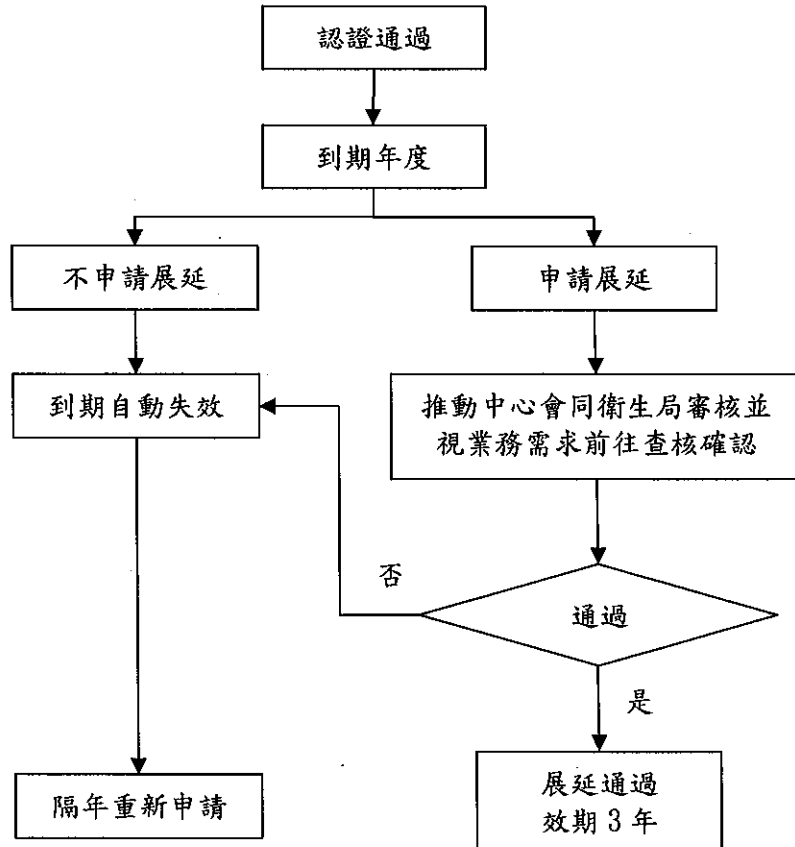 認證通過
到期年度
不申請展延
申請展延
到期自動失效
推動中心會同衛生局審核並
視業務需求前往查核確認
否
通過
是
隔年重新申請
展延通過
效期 3 年